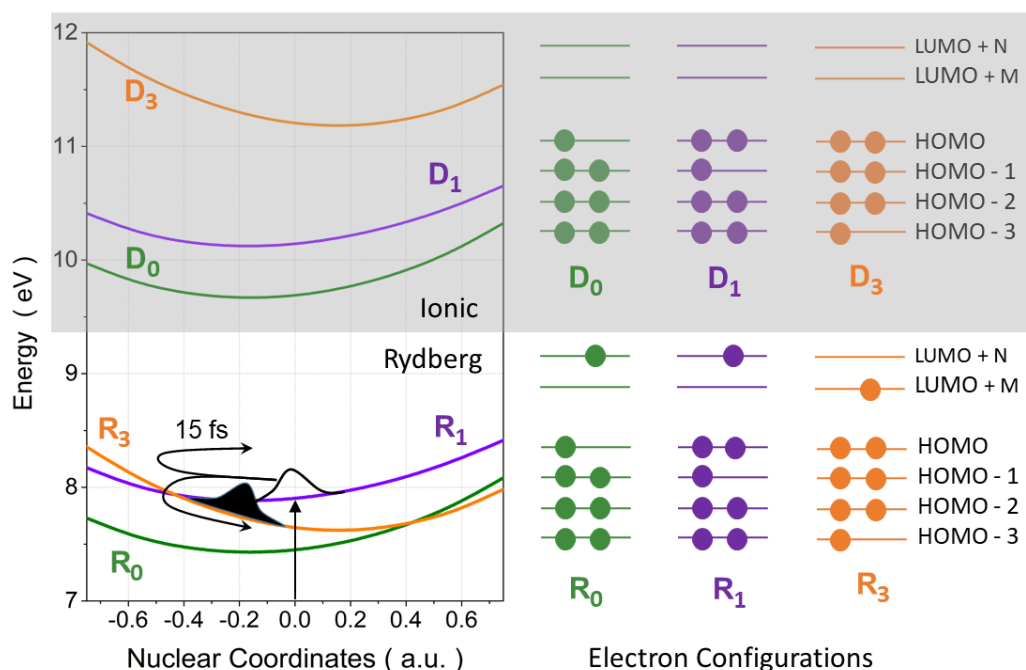 12
11
10
9
8
7
Energy ( eV )
D3
D1
D0
Ionic
Rydberg
R3
15 fs
R1
R0
-0.6 -0.4 -0.2 0.0 0.2 0.4 0.6
Nuclear Coordinates ( a.u. )
LUMO + N
LUMO + M
HOMO
HOMO - 1
HOMO - 2
HOMO - 3
D0 D1 D3
LUMO + N
LUMO + M
HOMO
HOMO - 1
HOMO - 2
HOMO - 3
R0 R1 R3
Electron Configurations